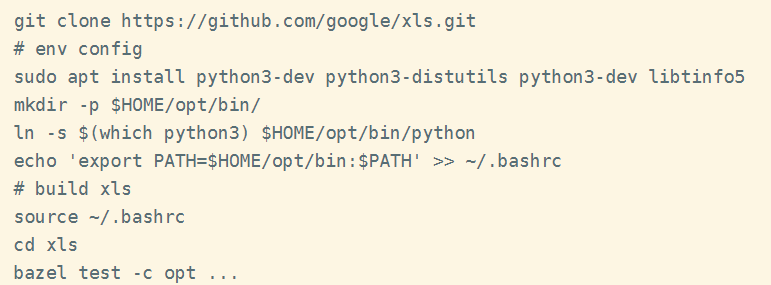 git clone https://github.com/google/xls.git
# env config
sudo apt install python3-dev python3-distutils python3-dev libtinfo5
mkdir -p $HOME/opt/bin/
ln -s $(which python3) $HOME/opt/bin/python
echo 'export PATH=$HOME/opt/bin:$PATH' >> ~/.bashrc
# build xls
source ~/.bashrc
cd xls
bazel test -c opt ...